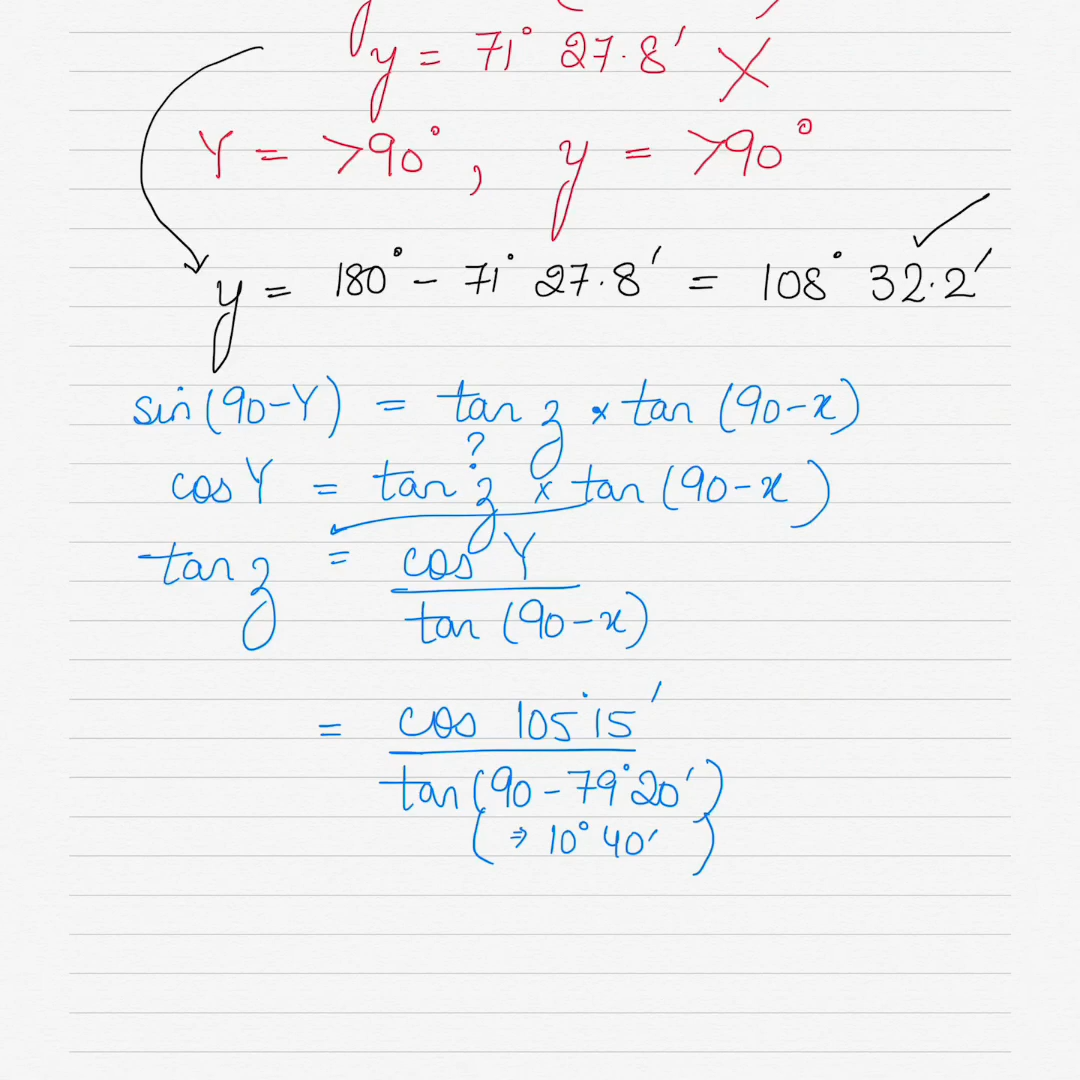 y = 71° 27.8′ X
Y = >90°, y = >90°
y = 180° - 71° 27.8′ = 108° 32.2′
sin(90-Y) = tan z × tan (90-x)
?
cos Y = tan z × tan (90-x)
tan z = cos Y
tan (90-x)
= cos 105°15′
tan (90-79°20′)
(⇒ 10° 40′ )